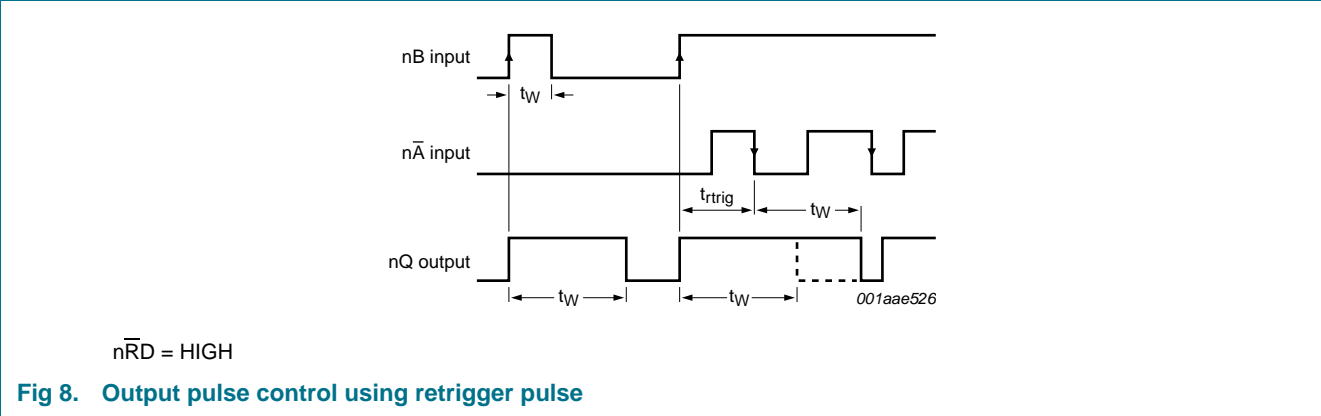 nB input
tW
nA̅ input
trtrig
tW
nQ output
tW
tW
001aae526
nR̅D = HIGH
Fig 8. Output pulse control using retrigger pulse